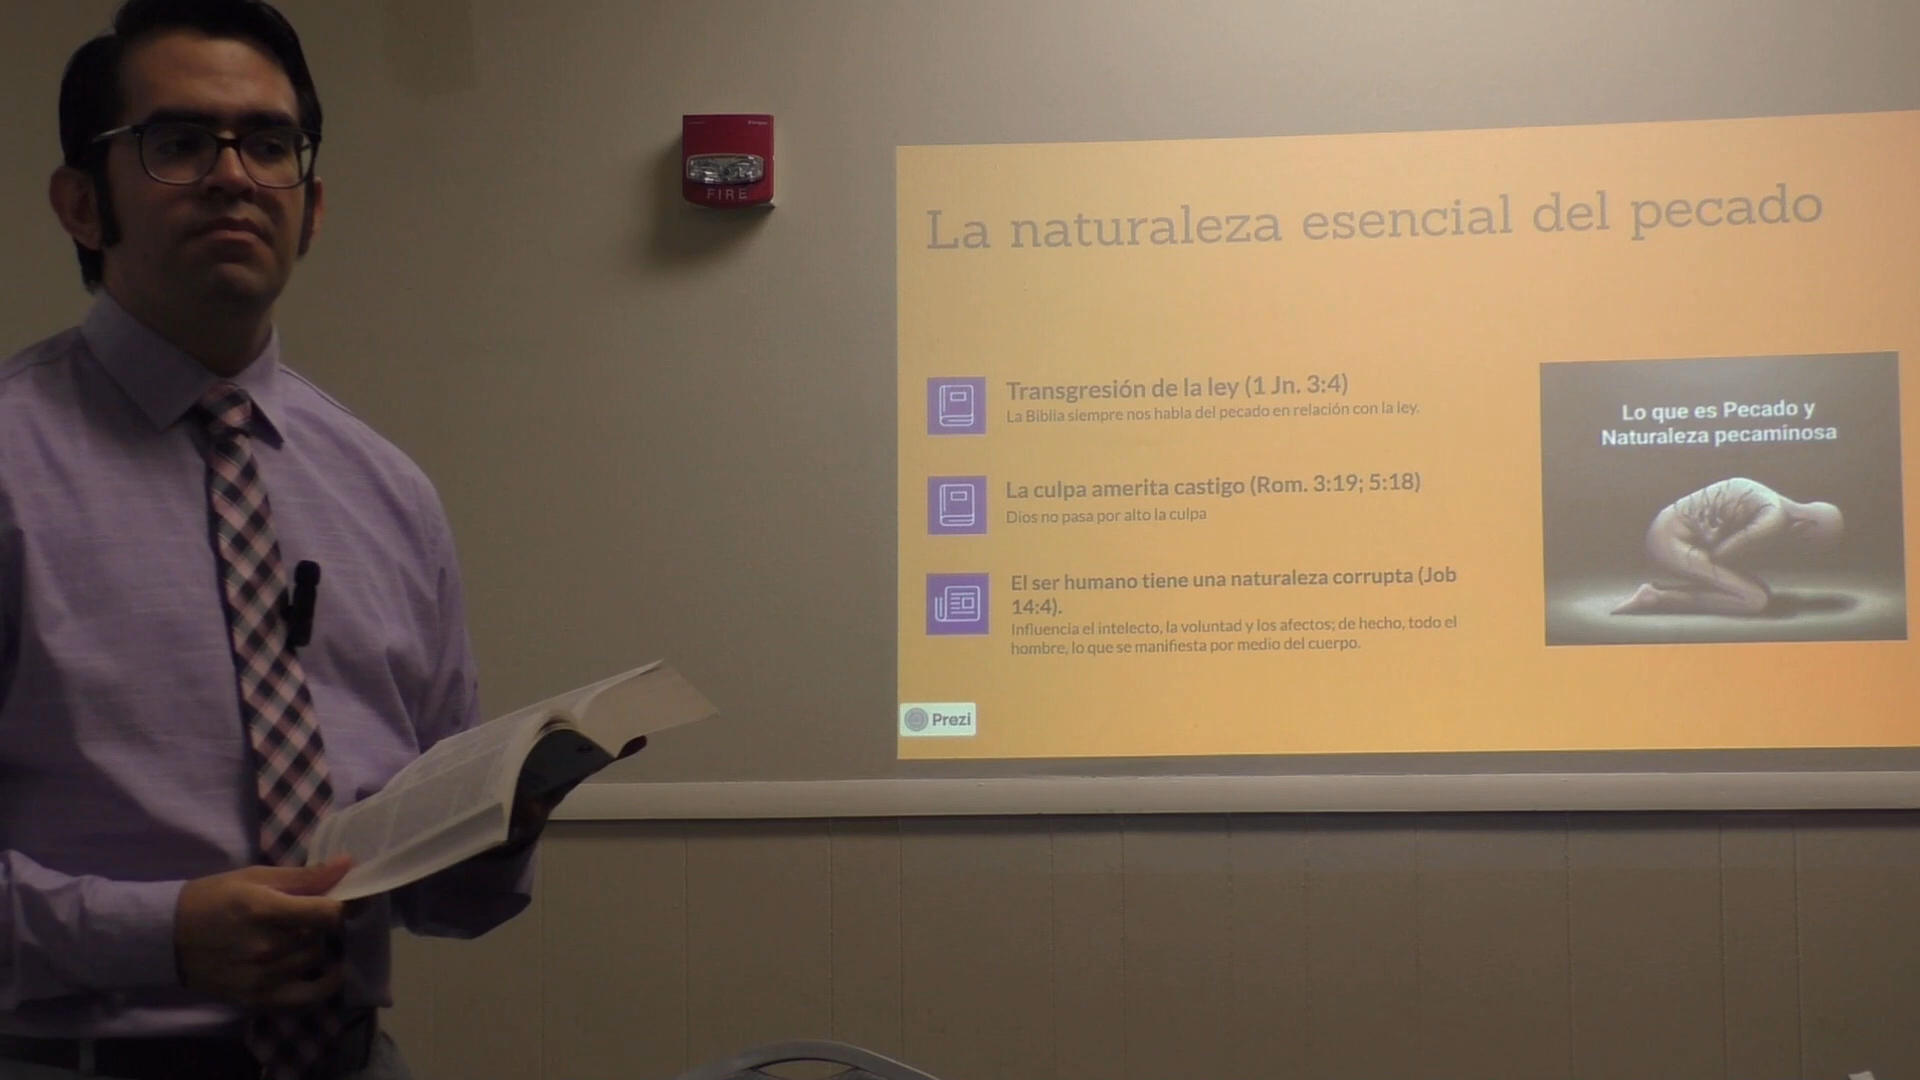 FIRE
La naturaleza esencial del pecado
Transgresión de la ley (1 Jn. 3:4)
La Biblia siempre nos habla del pecado en relación con la ley.
La culpa amerita castigo (Rom. 3:19; 5:18)
Dios no pasa por alto la culpa
El ser humano tiene una naturaleza corrupta (Job
14:4).
Influencia el intelecto, la voluntad y los afectos; de hecho, todo el
hombre, lo que se manifiesta por medio del cuerpo.
Lo que es Pecado y
Naturaleza pecaminosa
Prezi